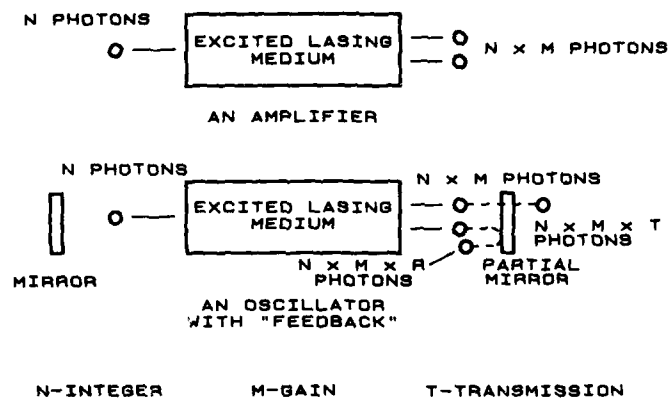 N PHOTONS
EXCITED LASING
MEDIUM
N x M PHOTONS
AN AMPLIFIER
N PHOTONS
N x M PHOTONS
EXCITED LASING
MEDIUM
N x M x T
PHOTONS
N x M x R
PHOTONS
MIRROR
PARTIAL
MIRROR
AN OSCILLATOR
WITH "FEEDBACK"
N-INTEGER M-GAIN T-TRANSMISSION